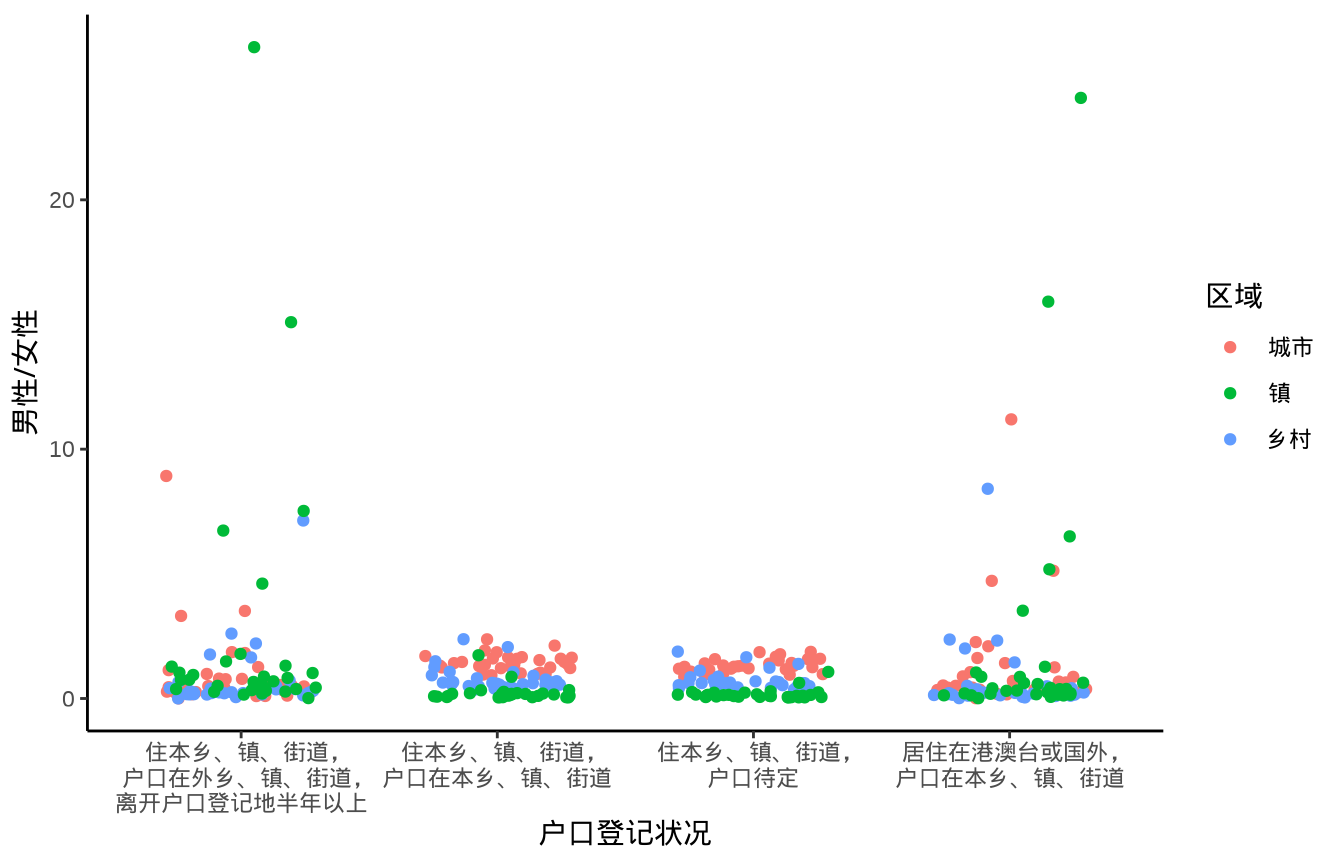 男性/女性
20
10
0
住本乡、镇、街道，
户口在外乡、镇、街道，
离开户口登记地半年以上
住本乡、镇、街道，
户口在本乡、镇、街道
住本乡、镇、街道，
户口待定
居住在港澳台或国外，
户口在本乡、镇、街道
户口登记状况
区域
城市
镇
乡村